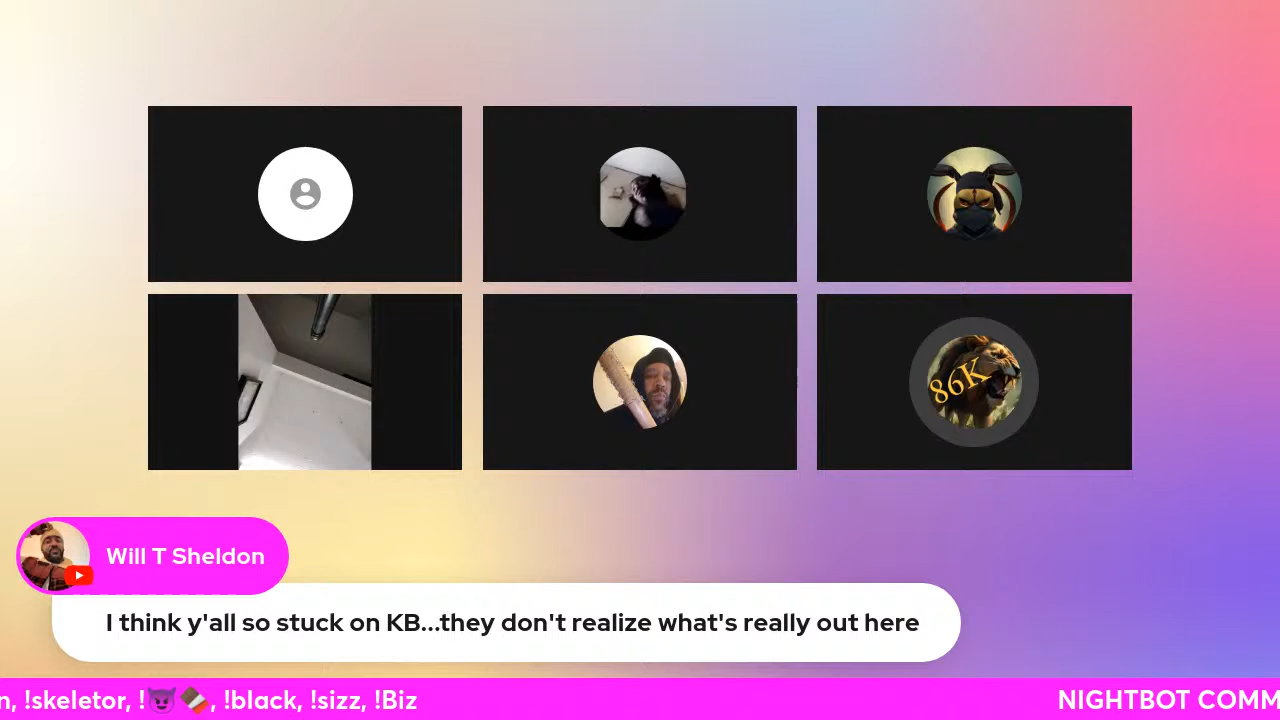 86K
Will T Sheldon
I think y'all so stuck on KB...they don't realize what's really out here
n, !skeletor, !😈🍫, !black, !sizz, !Biz
NIGHTBOT COMM